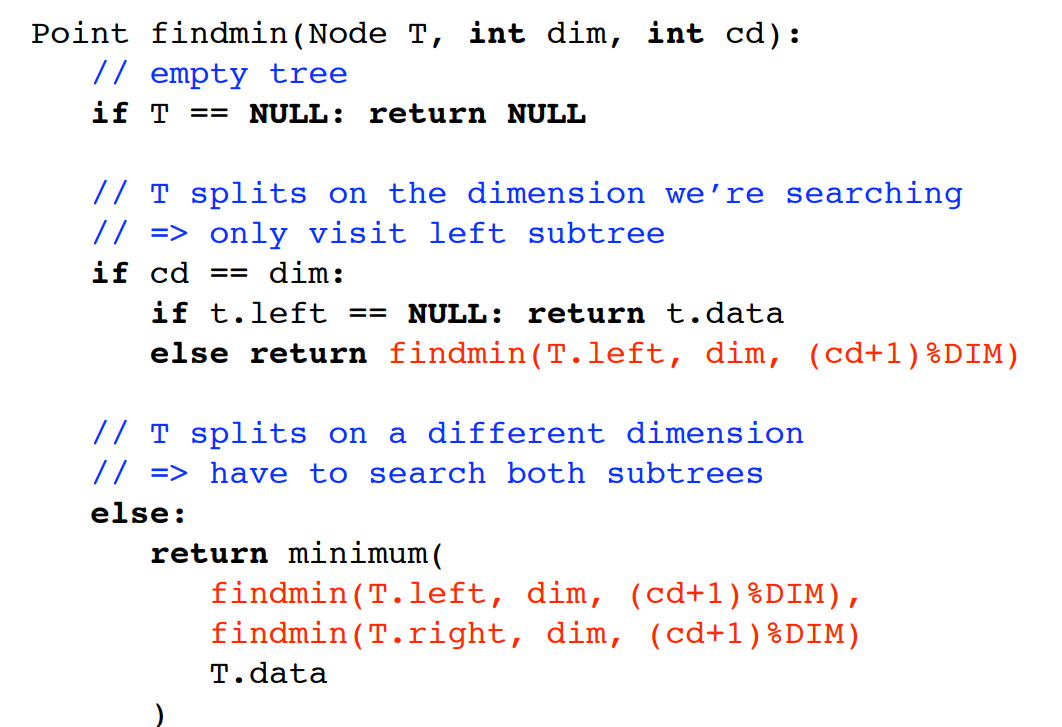 Point findmin(Node T, int dim, int cd):
// empty tree
if T == NULL: return NULL
// T splits on the dimension we’re searching
// => only visit left subtree
if cd == dim:
if t.left == NULL: return t.data
else return findmin(T.left, dim, (cd+1)%DIM)
// T splits on a different dimension
// => have to search both subtrees
else:
return minimum(
findmin(T.left, dim, (cd+1)%DIM),
findmin(T.right, dim, (cd+1)%DIM)
T.data
)